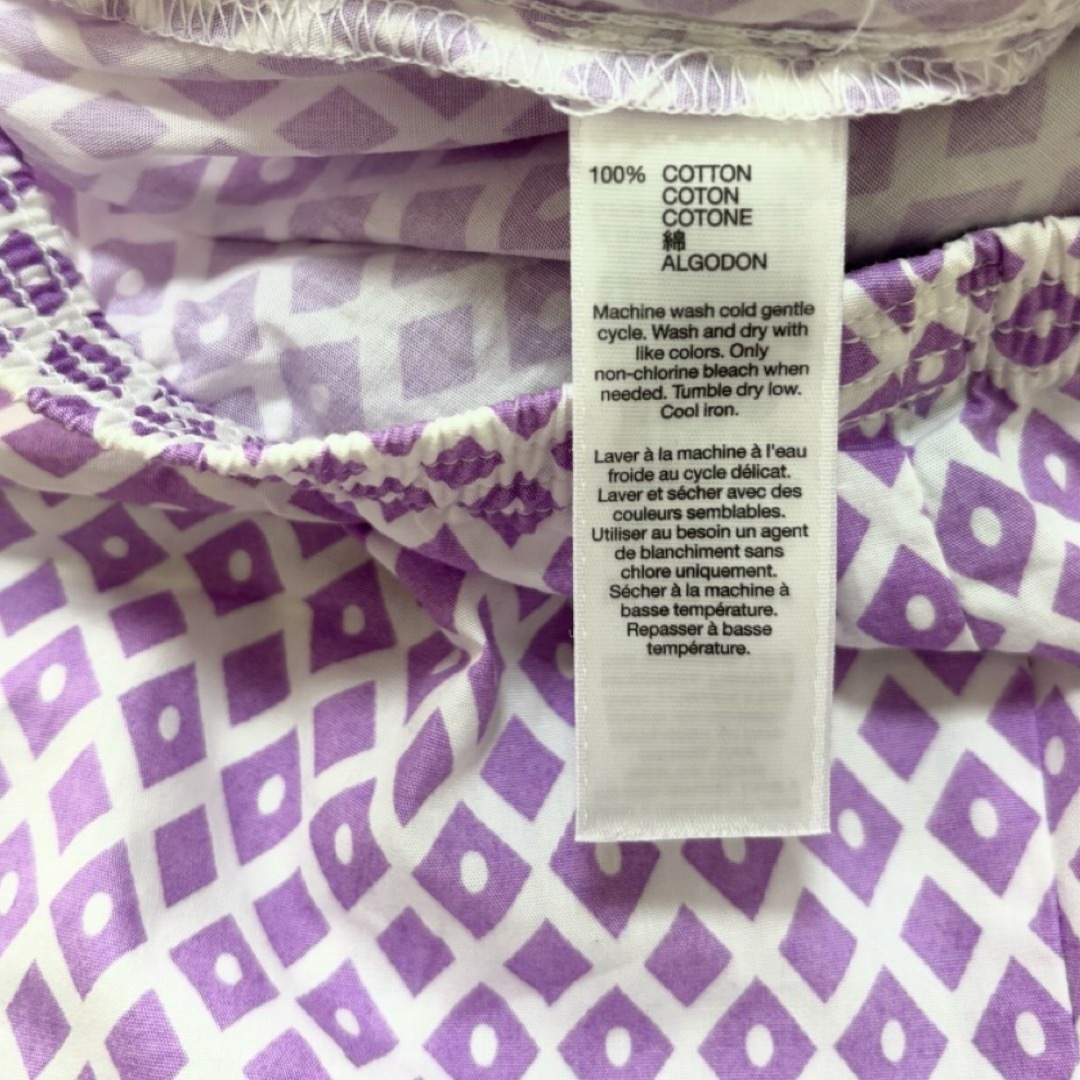 100% COTTON
COTON
COTONE
綿
ALGODON
Machine wash cold gentle
cycle. Wash and dry with
like colors. Only
non-chlorine bleach when
needed. Tumble dry low.
Cool iron.
Laver à la machine à l'eau
froide au cycle délicat.
Laver et sécher avec des
couleurs semblables.
Utiliser au besoin un agent
de blanchiment sans
chlore uniquement.
Sécher à la machine à
basse température.
Repasser à basse
température.